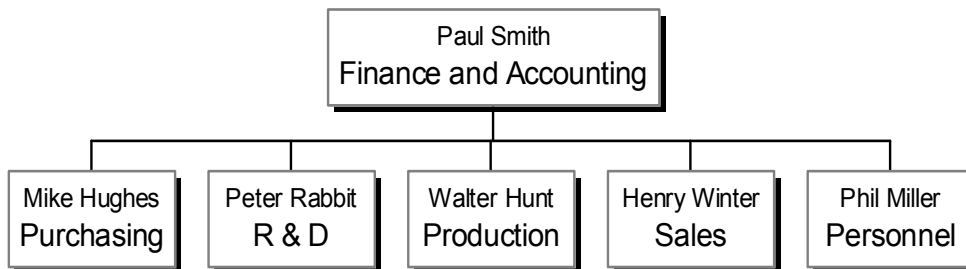 Paul Smith
Finance and Accounting
Mike Hughes
Purchasing
Peter Rabbit
R & D
Walter Hunt
Production
Henry Winter
Sales
Phil Miller
Personnel